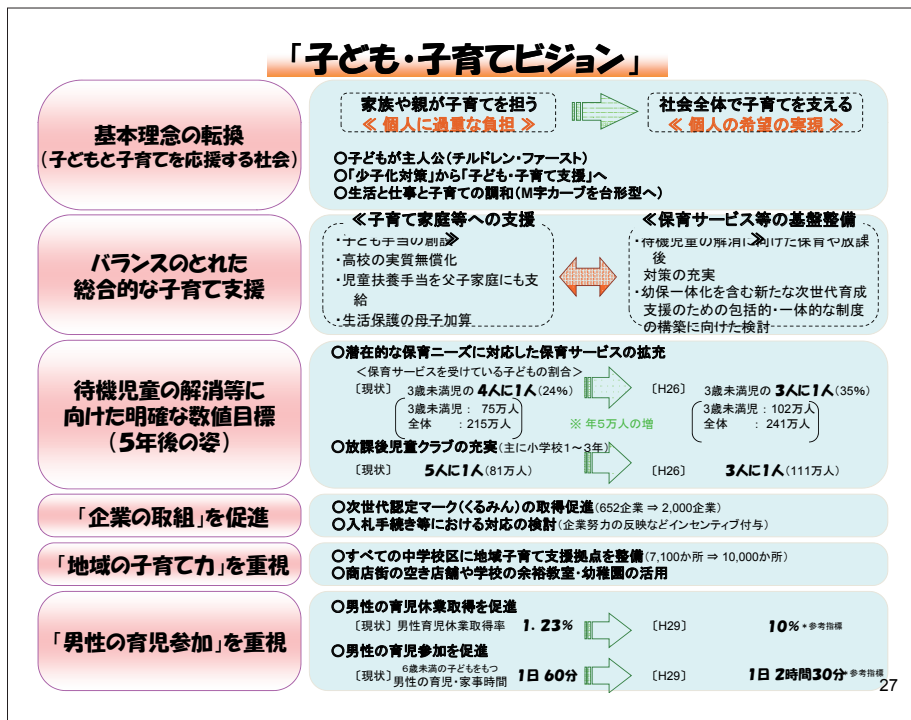 「子ども・子育てビジョン」
基本理念の転換
（子どもと子育てを応援する社会）
家族や親が子育てを担う
≪ 個人に過重な負担 ≫
社会全体で子育てを支える
≪ 個人の希望の実現 ≫
○子どもが主人公（チルドレン・ファースト）
○「少子化対策」から「子ども・子育て支援」へ
○生活と仕事と子育ての調和（M字カーブを台形型へ）
バランスのとれた
総合的な子育て支援
≪子育て家庭等への支援
≫
・子ども手当の創設
・高校の実質無償化
・児童扶養手当を父子家庭にも支
給
・生活保護の母子加算
≪保育サービス等の基盤整備
≫
・待機児童の解消に向けた保育や放課
後
対策の充実
・幼保一体化を含む新たな次世代育成
支援のための包括的・一体的な制度
の構築に向けた検討
待機児童の解消等に
向けた明確な数値目標
（5年後の姿）
○潜在的な保育ニーズに対応した保育サービスの拡充
＜保育サービスを受けている子どもの割合＞
〔現状〕 3歳未満児の 4人に1人（24%）
3歳未満児： 75万人
全体 ： 215万人
※ 年5万人の増
〔H26〕 3歳未満児の 3人に1人（35%）
3歳未満児：102万人
全体 ： 241万人
○放課後児童クラブの充実（主に小学校1～3年）
〔現状〕 5人に1人（81万人）
〔H26〕 3人に1人（111万人）
「企業の取組」を促進
○次世代認定マーク（くるみん）の取得促進（652企業 ⇒ 2,000企業）
○入札手続き等における対応の検討（企業努力の反映などインセンティブ付与）
「地域の子育て力」を重視
○すべての中学校区に地域子育て支援拠点を整備（7,100か所 ⇒ 10,000か所）
○商店街の空き店舗や学校の余裕教室・幼稚園の活用
「男性の育児参加」を重視
○男性の育児休業取得を促進
〔現状〕 男性育児休業取得率 1．23%
〔H29〕 10% *参考指標
○男性の育児参加を促進
〔現状〕 6歳未満の子どもをもつ
男性の育児・家事時間 1日 60分
〔H29〕 1日 2時間30分 *参考指標
27